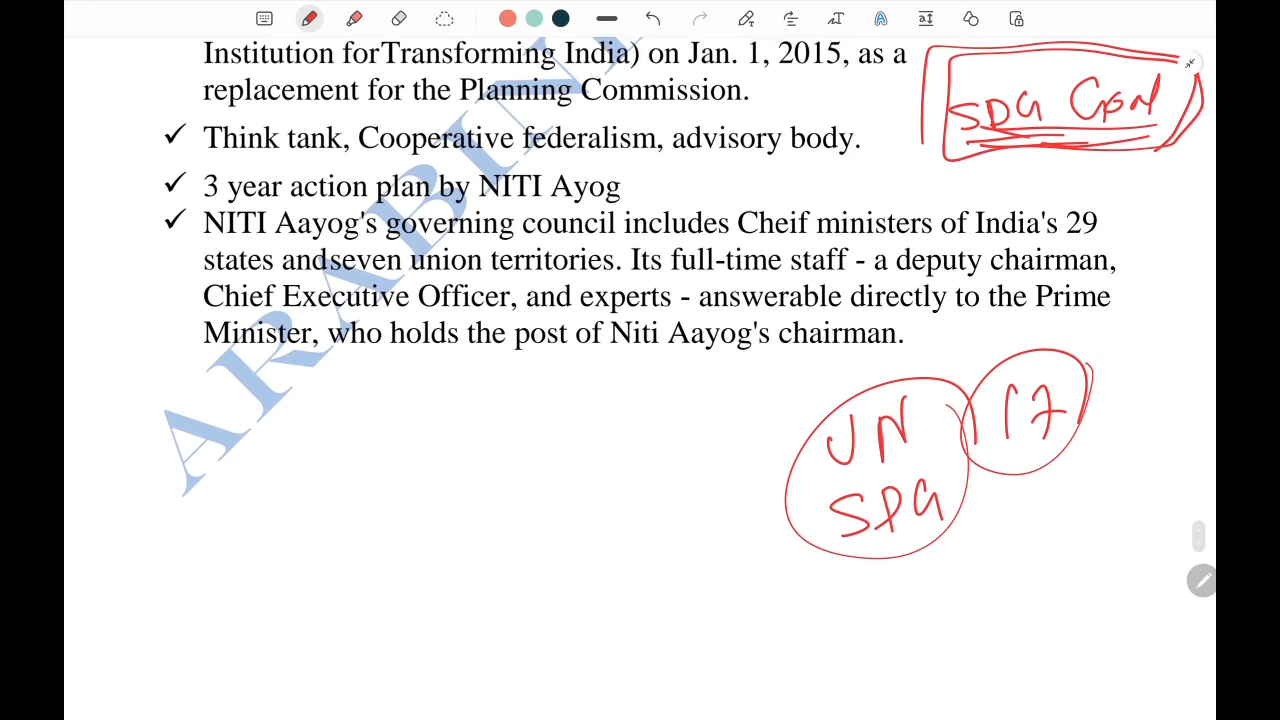 Institution forTransforming India) on Jan. 1, 2015, as a
replacement for the Planning Commission.
SDG Goal
✓ Think tank, Cooperative federalism, advisory body.
✓ 3 year action plan by NITI Ayog
✓ NITI Aayog's governing council includes Cheif ministers of India's 29
states andseven union territories. Its full-time staff - a deputy chairman,
Chief Executive Officer, and experts - answerable directly to the Prime
Minister, who holds the post of Niti Aayog's chairman.
UN 17
SDG
ARABIN